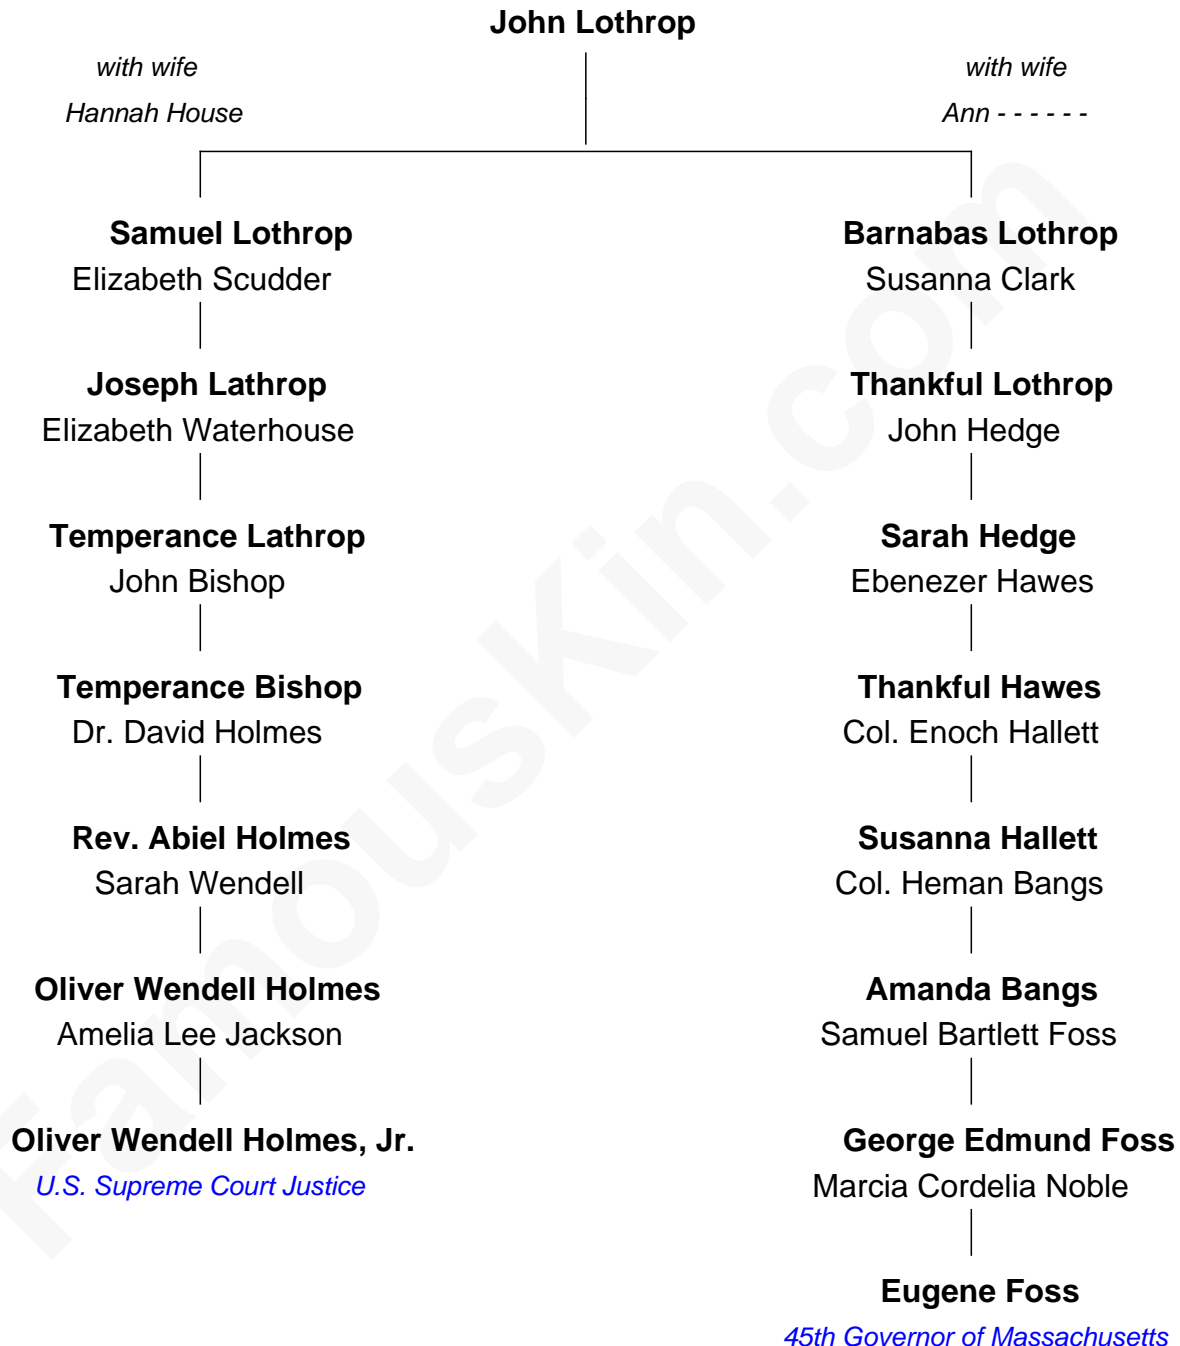 John Lothrop
with wife
Hannah House
with wife
Ann - - - - - -
Samuel Lothrop
Elizabeth Scudder
Barnabas Lothrop
Susanna Clark
Joseph Lathrop
Elizabeth Waterhouse
Thankful Lothrop
John Hedge
Temperance Lathrop
John Bishop
Sarah Hedge
Ebenezer Hawes
Temperance Bishop
Dr. David Holmes
Thankful Hawes
Col. Enoch Hallett
Rev. Abiel Holmes
Sarah Wendell
Susanna Hallett
Col. Heman Bangs
Oliver Wendell Holmes
Amelia Lee Jackson
Amanda Bangs
Samuel Bartlett Foss
Oliver Wendell Holmes, Jr.
U.S. Supreme Court Justice
George Edmund Foss
Marcia Cordelia Noble
Eugene Foss
45th Governor of Massachusetts
FamousKin.com